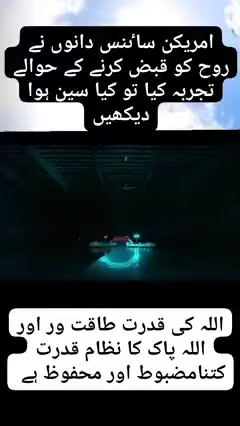 امریکن سائنس دانوں نے
روح کو قبض کرنے کے حوالے
تجربہ کیا تو کیا سین ہوا
دیکھیں
اللہ کی قدرت طاقت ور اور
اللہ پاک کا نظام قدرت
کتنامضبوط اور محفوظ ہے